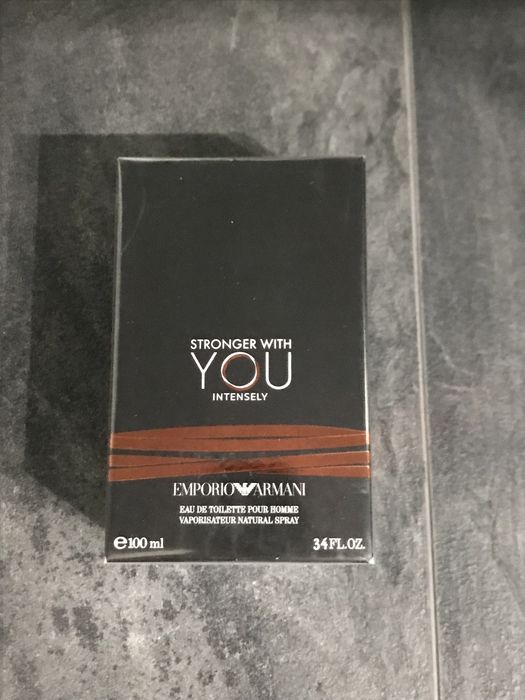 STRONGER WITH
YOU
INTENSELY
EMPORIO ARMANI
EAU DE TOILETTE POUR HOMME
VAPORISATEUR NATURAL SPRAY
℮100 ml 3.4 FL.OZ.